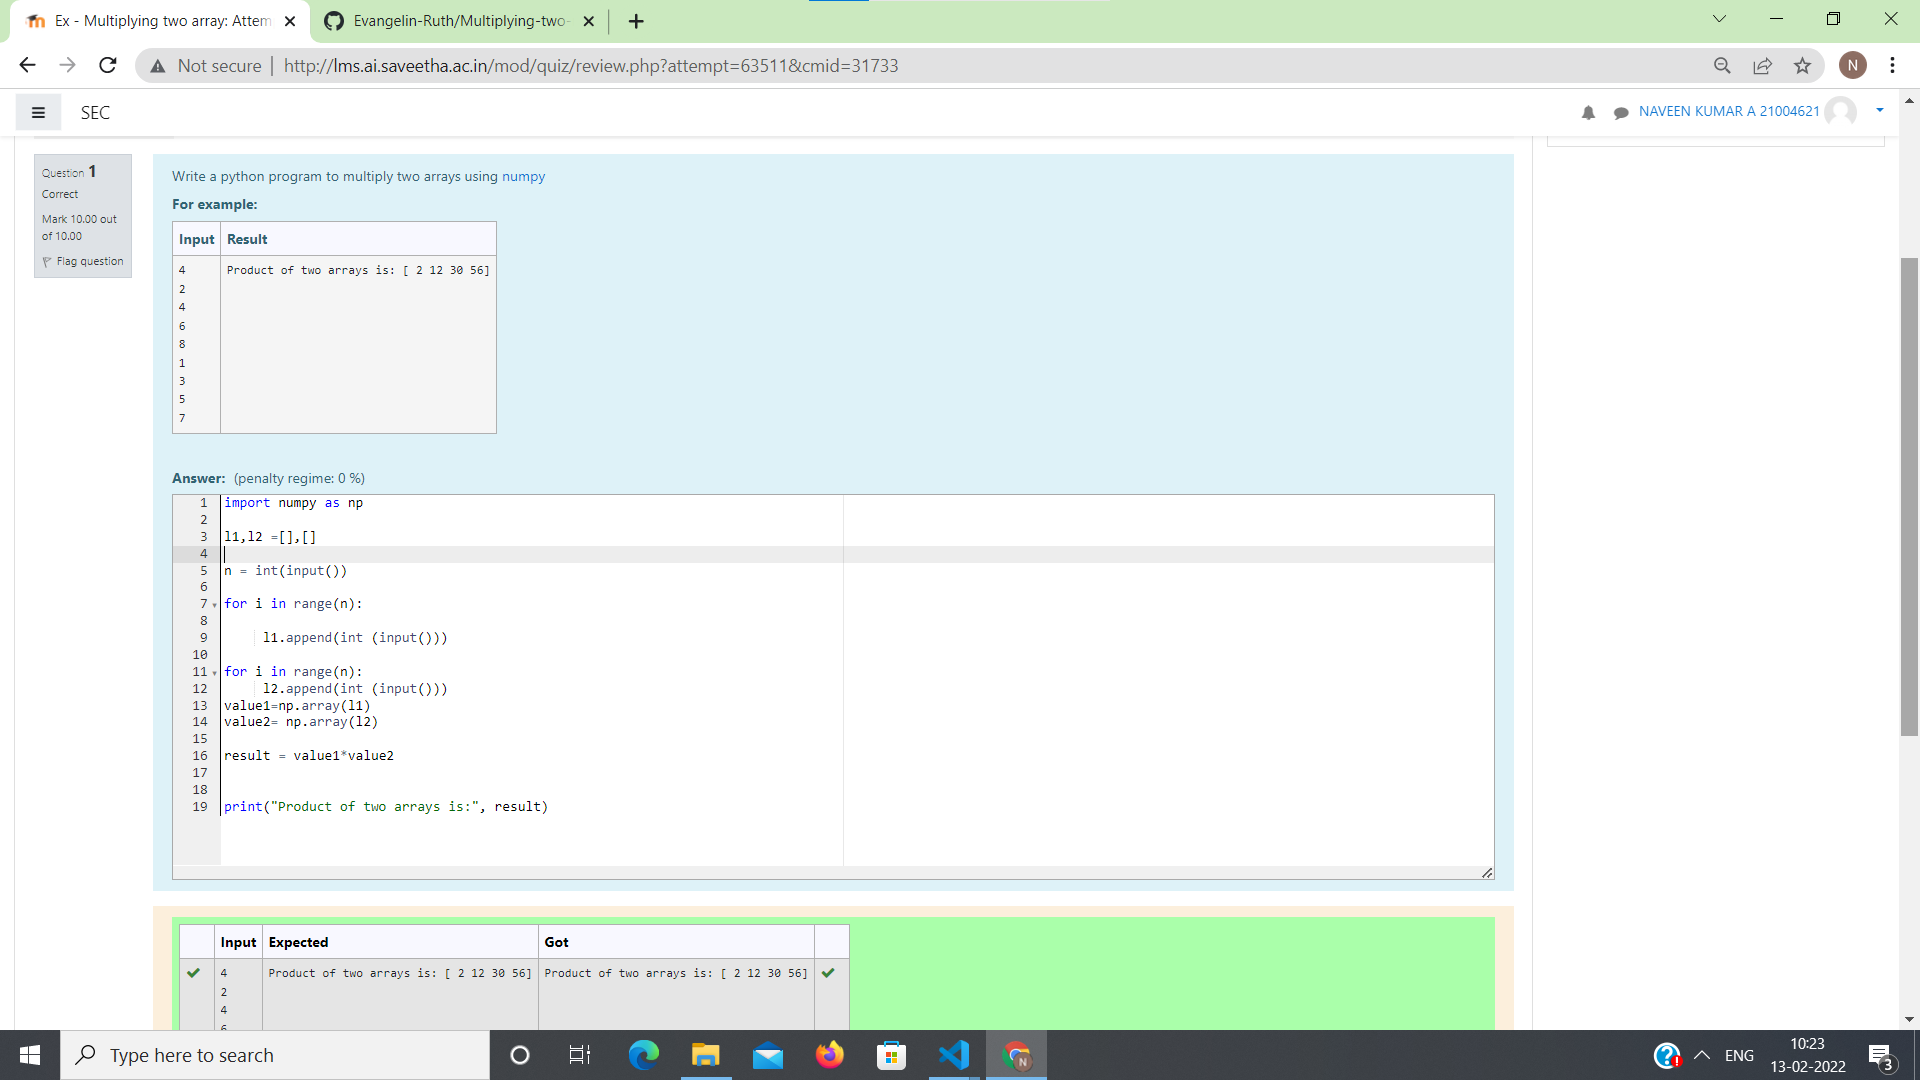 Ex - Multiplying two array: Attem
Evangelin-Ruth/Multiplying-two-
Not secure
http://lms.ai.saveetha.ac.in/mod/quiz/review.php?attempt=63511&cmid=31733
N
SEC
NAVEEN KUMAR A 21004621
Question 1
Correct
Mark 10.00 out
of 10.00
Flag question
Write a python program to multiply two arrays using numpy
For example:
Input Result
4 Product of two arrays is: [ 2 12 30 56]
2
4
6
8
1
3
5
7
Answer: (penalty regime: 0 %)
1 import numpy as np
2
3 l1,l2 =[],[]
4
5 n = int(input())
6
7 for i in range(n):
8
9 l1.append(int (input()))
10
11 for i in range(n):
12 l2.append(int (input()))
13 value1=np.array(l1)
14 value2= np.array(l2)
15
16 result = value1*value2
17
18
19 print("Product of two arrays is:", result)
Input Expected Got
4 Product of two arrays is: [ 2 12 30 56] Product of two arrays is: [ 2 12 30 56]
2
4
6
Type here to search
N
ENG
10:23
13-02-2022
3